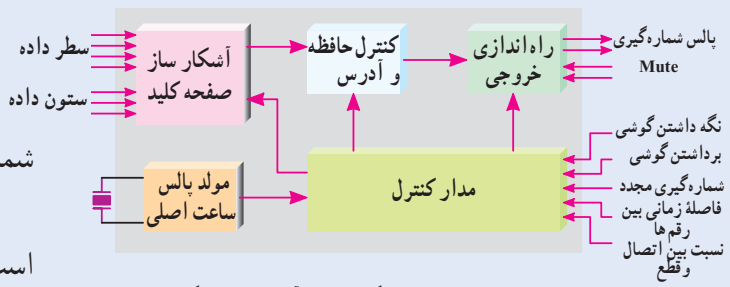 سطر داده
ستون داده
آشکار ساز
صفحه کلید
کنترل حافظه
و آدرس
راه اندازی
خروجی
پالس شماره گیری
Mute
مولد پالس
ساعت اصلی
مدار کنترل
نگه داشتن گوشی
برداشتن گوشی
شماره گیری مجدد
فاصلهٔ زمانی بین
رقم ها
نسبت بین اتصال
و قطع